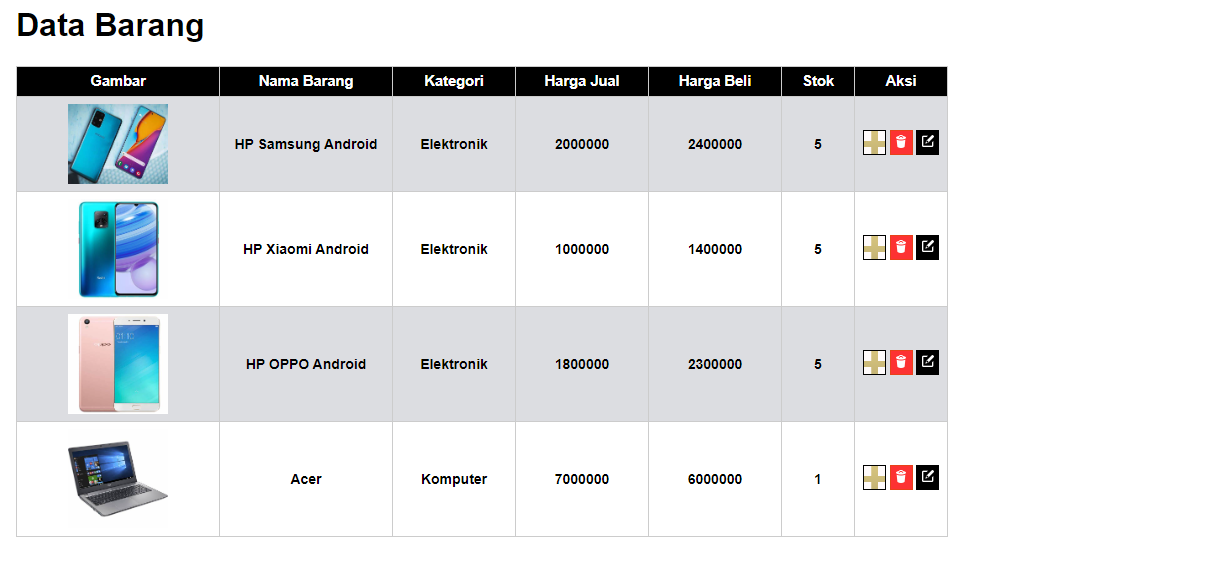 Data Barang
Gambar Nama Barang Kategori Harga Jual Harga Beli Stok Aksi
HP Samsung Android Elektronik 2000000 2400000 5
HP Xiaomi Android Elektronik 1000000 1400000 5
HP OPPO Android Elektronik 1800000 2300000 5
Acer Komputer 7000000 6000000 1